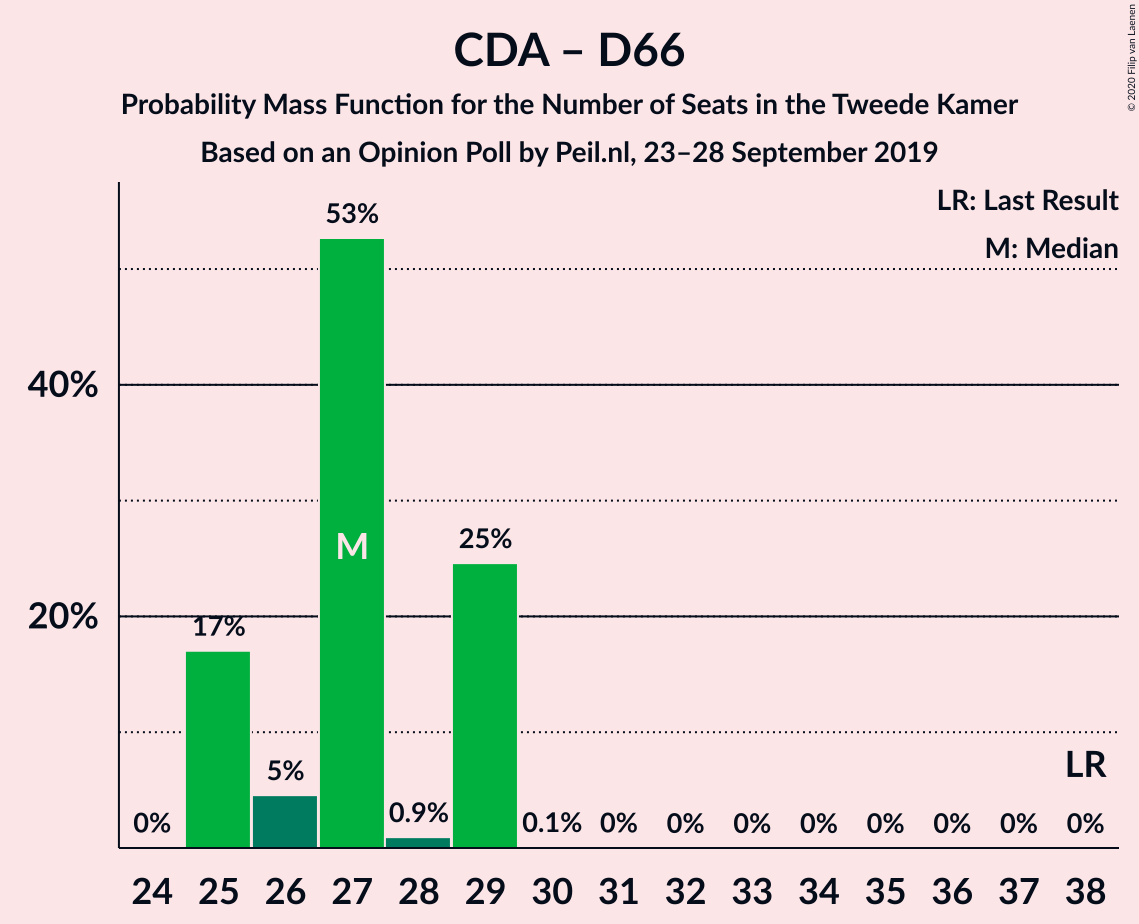 CDA – D66
Probability Mass Function for the Number of Seats in the Tweede Kamer
Based on an Opinion Poll by Peil.nl, 23–28 September 2019
© 2020 Filip van Laenen
LR: Last Result
M: Median
53%
40%
M
25%
20%
17%
LR
5%
0%
0.9%
0.1%
0%
0%
0%
0%
0%
0%
0%
0%
24 25 26 27 28 29 30 31 32 33 34 35 36 37 38